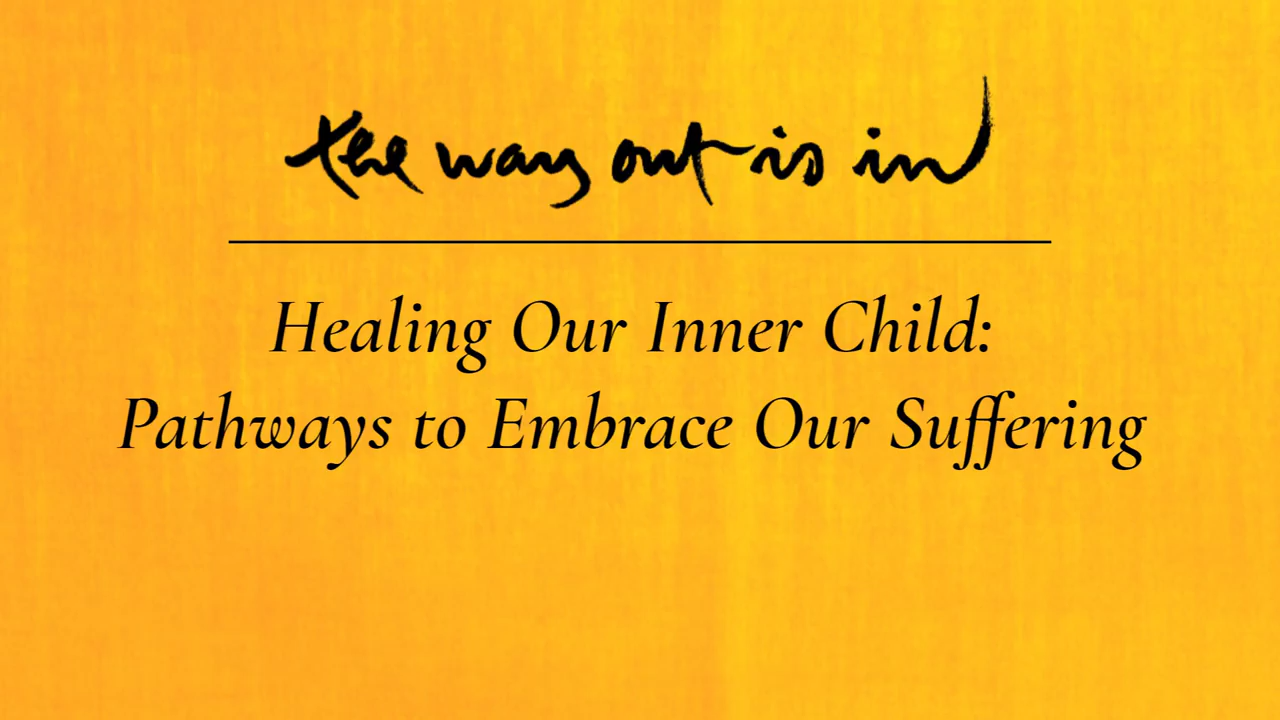 the way out is in
Healing Our Inner Child:
Pathways to Embrace Our Suffering